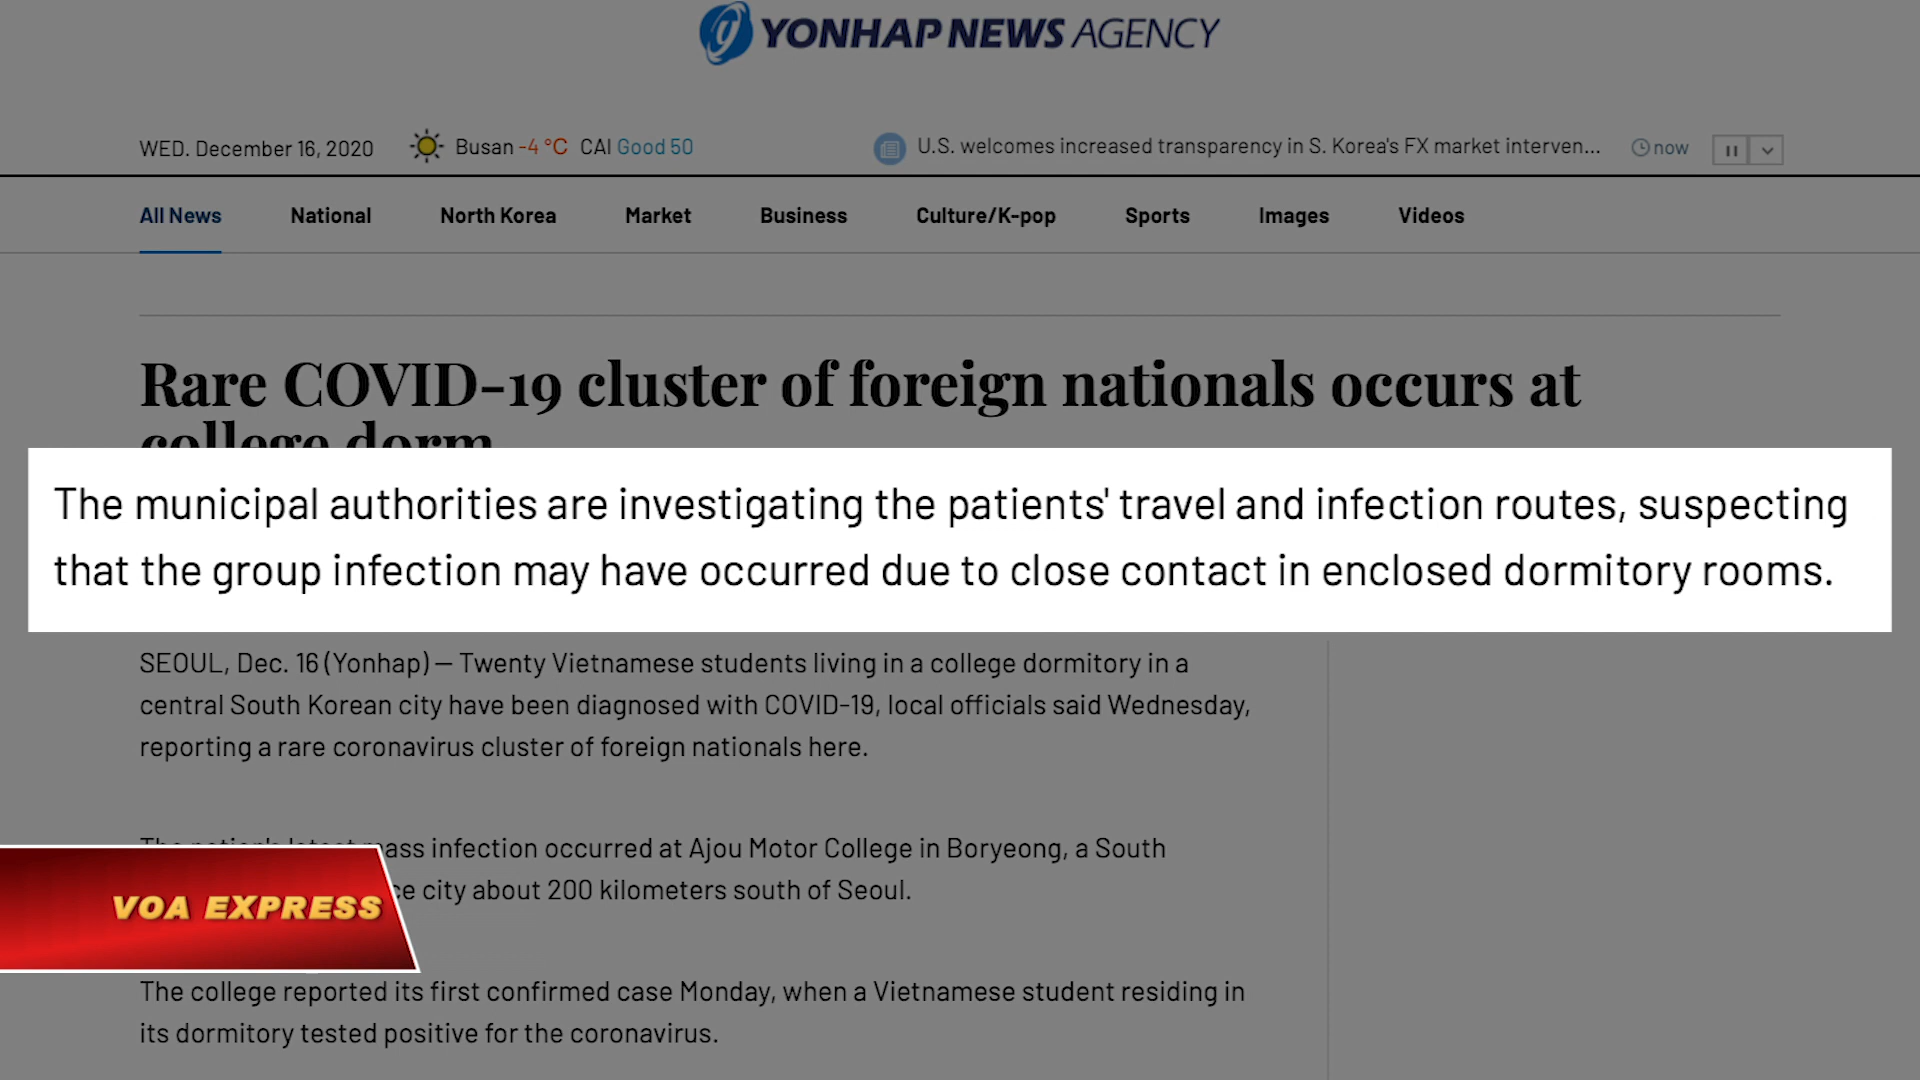 YONHAP NEWS AGENCY
WED. December 16, 2020 Busan -4 °C CAI Good 50 U.S. welcomes increased transparency in S. Korea's FX market interven... now
All News National North Korea Market Business Culture/K-pop Sports Images Videos
Rare COVID-19 cluster of foreign nationals occurs at
college dorm
The municipal authorities are investigating the patients' travel and infection routes, suspecting
that the group infection may have occurred due to close contact in enclosed dormitory rooms.
SEOUL, Dec. 16 (Yonhap) — Twenty Vietnamese students living in a college dormitory in a
central South Korean city have been diagnosed with COVID-19, local officials said Wednesday,
reporting a rare coronavirus cluster of foreign nationals here.
The nation's latest mass infection occurred at Ajou Motor College in Boryeong, a South
city about 200 kilometers south of Seoul.
VOA EXPRESS
The college reported its first confirmed case Monday, when a Vietnamese student residing in
its dormitory tested positive for the coronavirus.